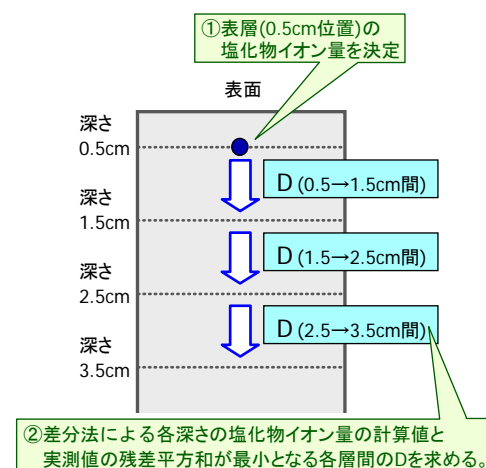 ①表層(0.5cm位置)の
塩化物イオン量を決定
表面
深さ
0.5cm
D (0.5→1.5cm間)
深さ
1.5cm
D (1.5→2.5cm間)
深さ
2.5cm
D (2.5→3.5cm間)
深さ
3.5cm
②差分法による各深さの塩化物イオン量の計算値と
実測値の残差平方和が最小となる各層間のDを求める。